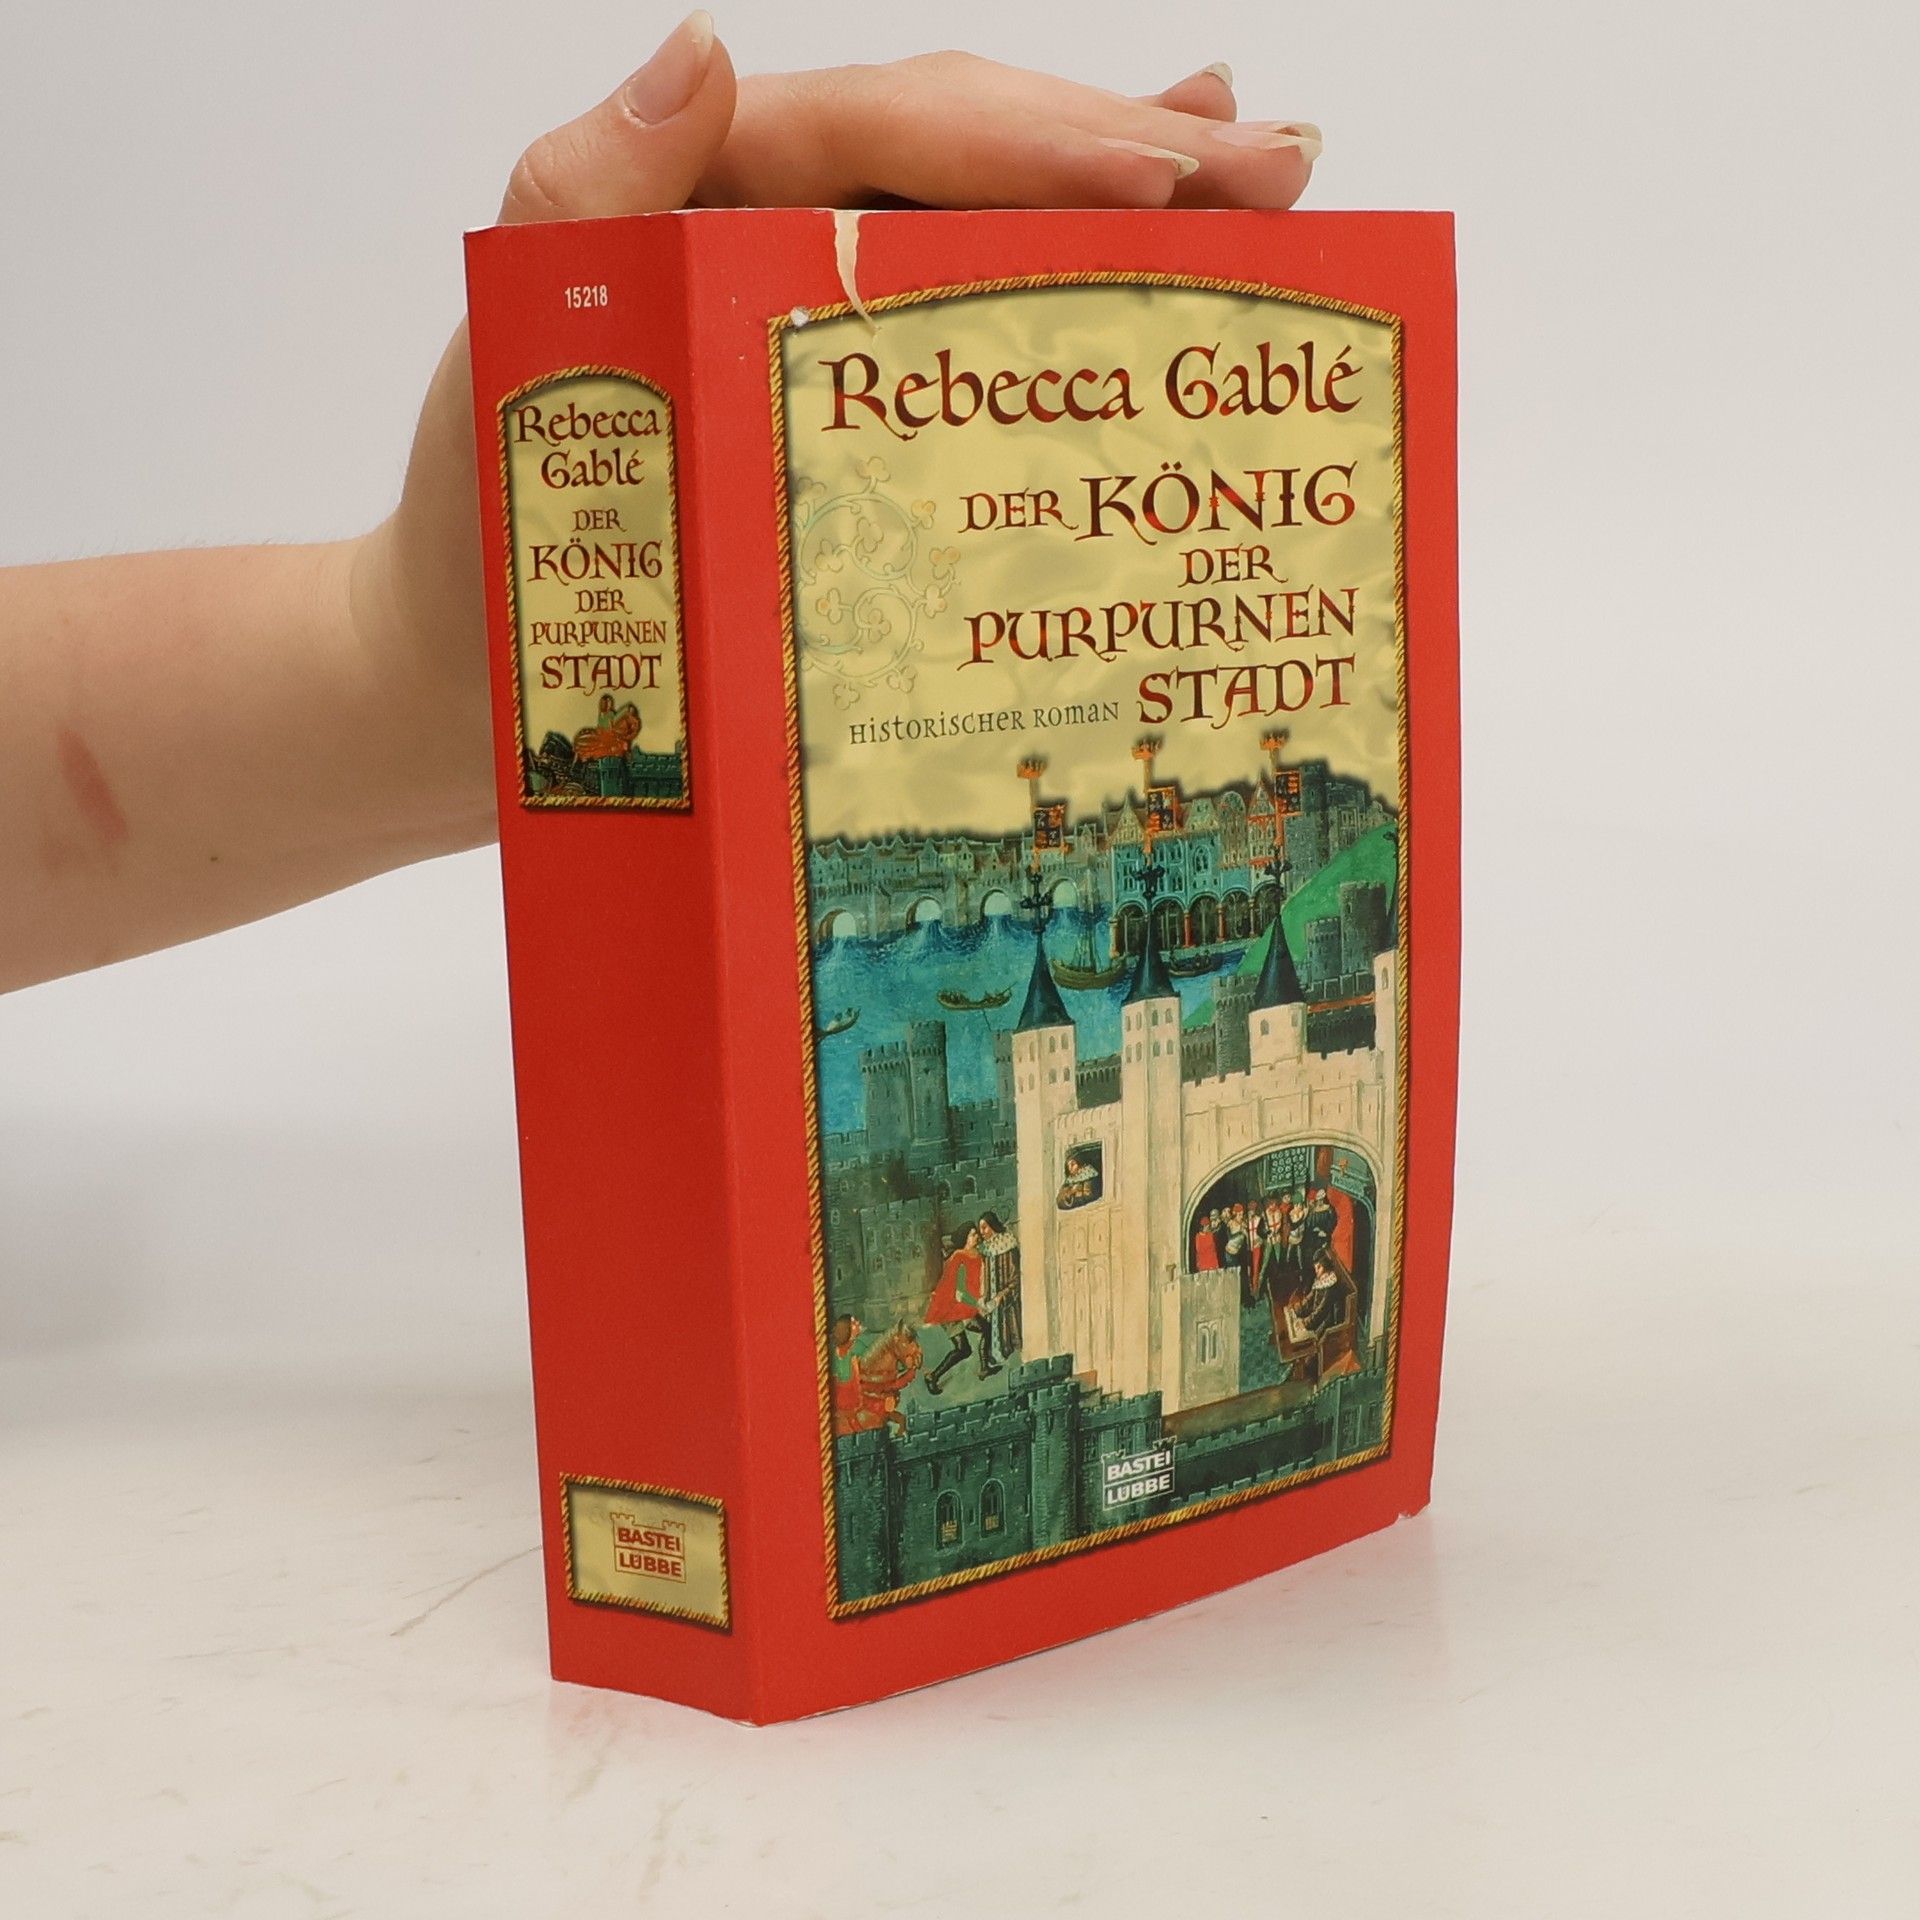 15218
Rebecca
Gablé
DER
KÖNIG
DER
PURPURNEN
STADT
BASTEI
LÜBBE
Rebecca Gablé
DER KÖNIG
DER
PURPURNEN
STADT
Historischer Roman
BASTEI
LÜBBE